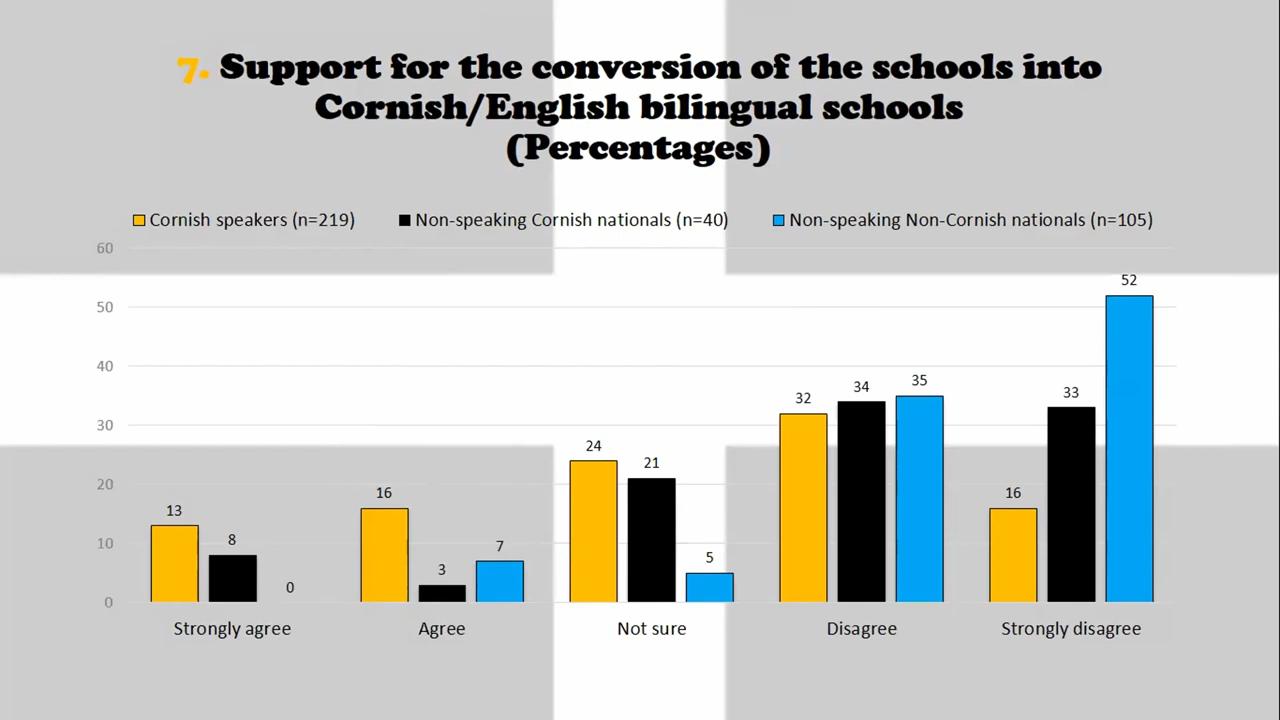 7. Support for the conversion of the schools into
Cornish/English bilingual schools
(Percentages)
Cornish speakers (n=219) Non-speaking Cornish nationals (n=40) Non-speaking Non-Cornish nationals (n=105)
60
50
40
30
20
10
0
13
8
0
16
3
7
24
21
5
32
34
35
16
33
52
Strongly agree
Agree
Not sure
Disagree
Strongly disagree